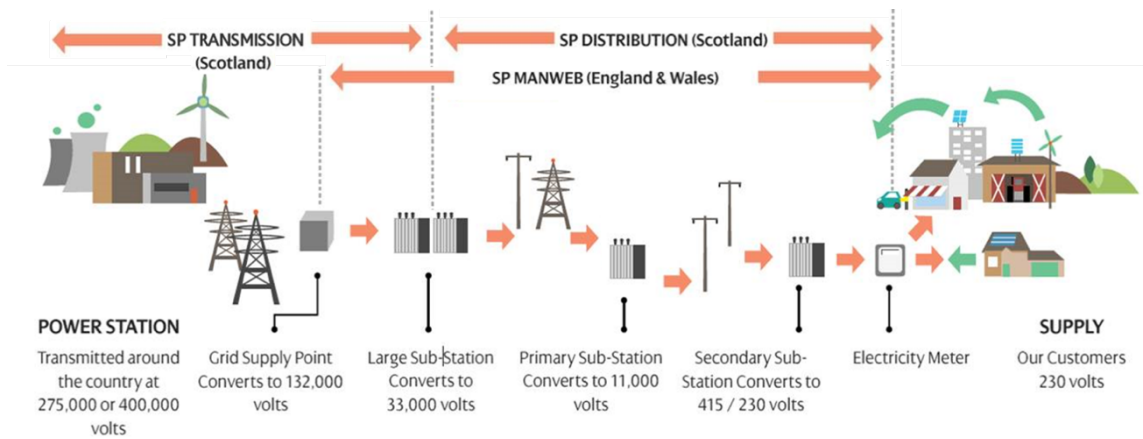 SP TRANSMISSION
(Scotland)
SP DISTRIBUTION (Scotland)
SP MANWEB (England & Wales)
POWER STATION
Transmitted around
the country at
275,000 or 400,000
volts
Grid Supply Point
Converts to 132,000
volts
Large Sub-Station
Converts to
33,000 volts
Primary Sub-Station
Converts to 11,000
volts
Secondary Sub-
Station Converts to
415 / 230 volts
Electricity Meter
SUPPLY
Our Customers
230 volts